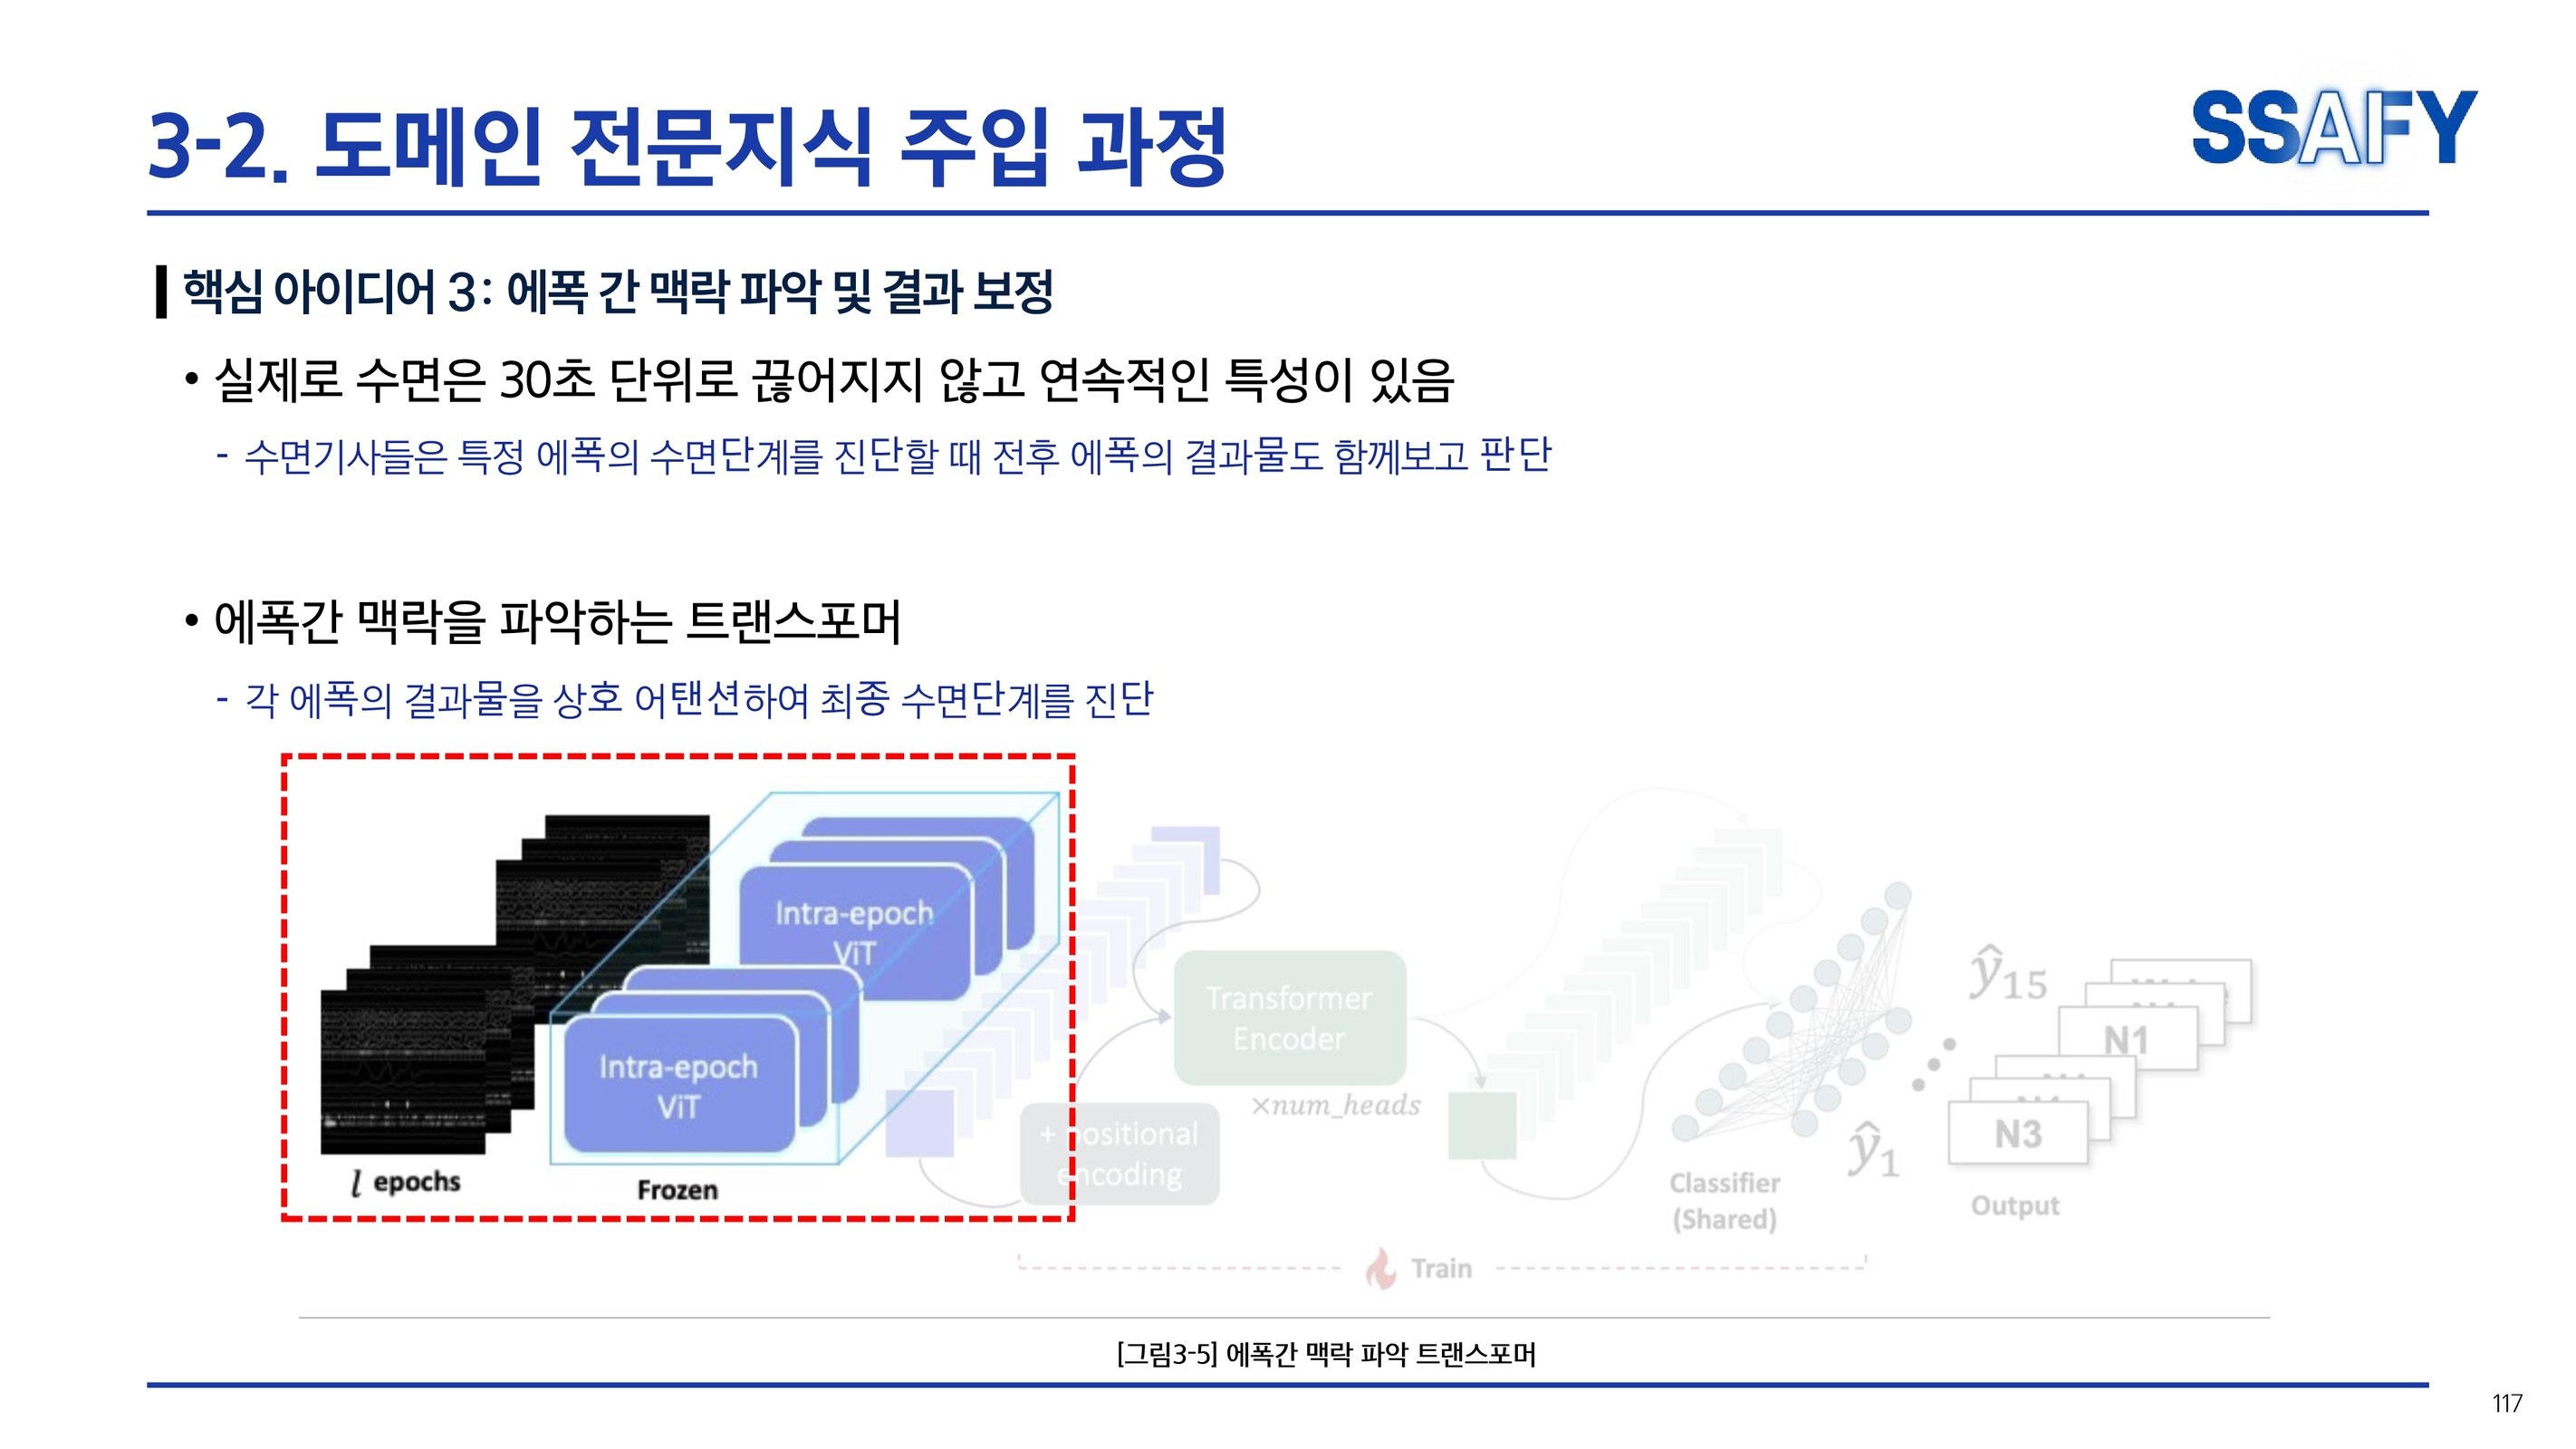 3-2. 도메인 전문지식 주입 과정
SSAFY
핵심 아이디어 3: 에폭 간 맥락 파악 및 결과 보정
• 실제로 수면은 30초 단위로 끊어지지 않고 연속적인 특성이 있음
- 수면기사들은 특정 에폭의 수면단계를 진단할 때 전후 에폭의 결과물도 함께보고 판단
• 에폭간 맥락을 파악하는 트랜스포머
- 각 에폭의 결과물을 상호 어탠션하여 최종 수면단계를 진단
Intra-epoch
ViT
Intra-epoch
ViT
l epochs
Frozen
+ positional
encoding
Transformer
Encoder
×num_heads
Classifier
(Shared)
ŷ15
ŷ1
N1
N3
Output
Train
[그림3-5] 에폭간 맥락 파악 트랜스포머
117